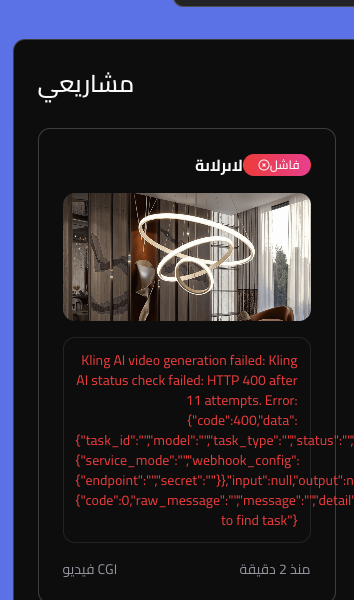 مشاريعي
لابرلابة
فاشل
Kling AI video generation failed: Kling
AI status check failed: HTTP 400 after
11 attempts. Error:
{"code":400,"data":
{"task_id":"","model":"","task_type":"","status":"",
{"service_mode":"","webhook_config":
{"endpoint":"","secret":""}},"input":null,"output":n
{"code":0,"raw_message":"","message":"","detail"
to find task"}
منذ 2 دقيقة
CGI فيديو